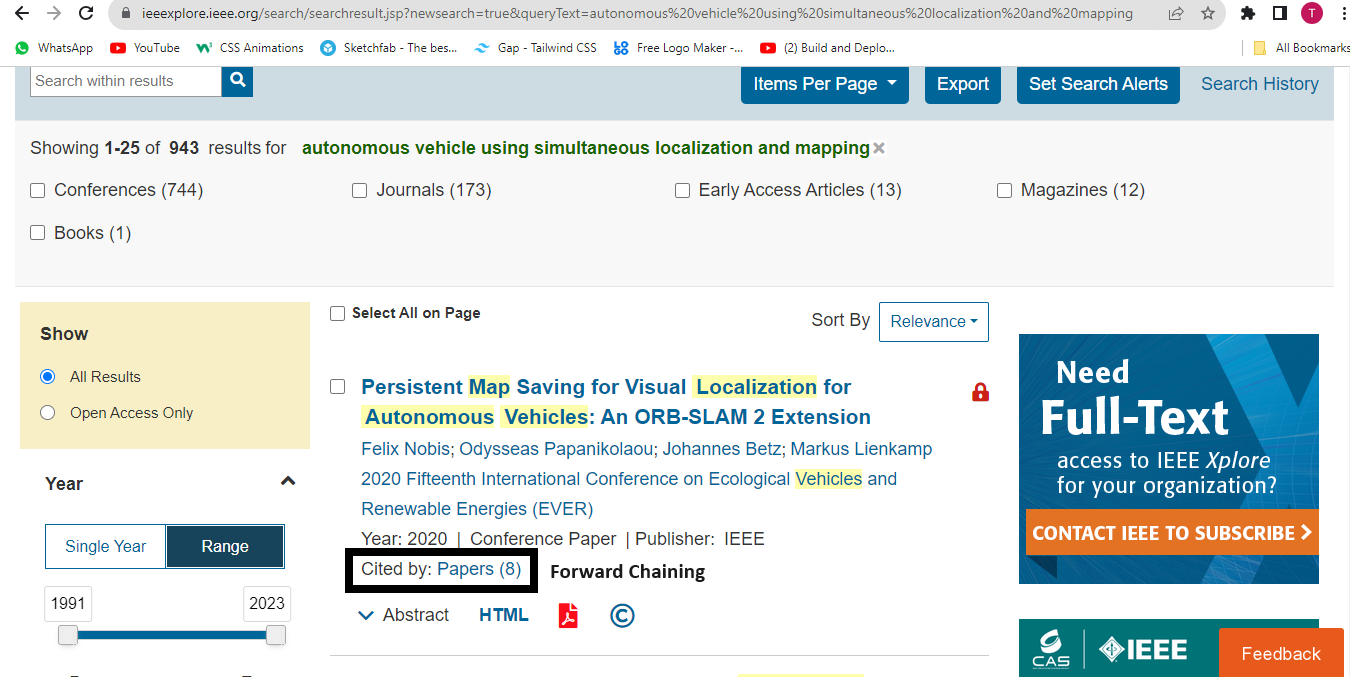 ieeexplore.ieee.org/search/searchresult.jsp?newsearch=true&queryText=autonomous%20vehicle%20using%20simultaneous%20localization%20and%20mapping
T
WhatsApp YouTube CSS Animations Sketchfab - The bes... Gap - Tailwind CSS Free Logo Maker -... (2) Build and Deplo... All Bookmarks
Search within results Items Per Page Export Set Search Alerts Search History
Showing 1-25 of 943 results for autonomous vehicle using simultaneous localization and mapping
Conferences (744) Journals (173) Early Access Articles (13) Magazines (12)
Books (1)
Show
All Results
Open Access Only
Year
Single Year Range
1991 2023
Select All on Page Sort By Relevance
Persistent Map Saving for Visual Localization for
Autonomous Vehicles: An ORB-SLAM 2 Extension
Felix Nobis; Odysseas Papanikolaou; Johannes Betz; Markus Lienkamp
2020 Fifteenth International Conference on Ecological Vehicles and
Renewable Energies (EVER)
Year: 2020 | Conference Paper | Publisher: IEEE
Cited by: Papers (8) Forward Chaining
Abstract HTML ©
Need
Full-Text
access to IEEE Xplore
for your organization?
CONTACT IEEE TO SUBSCRIBE
CAS IEEE
Feedback